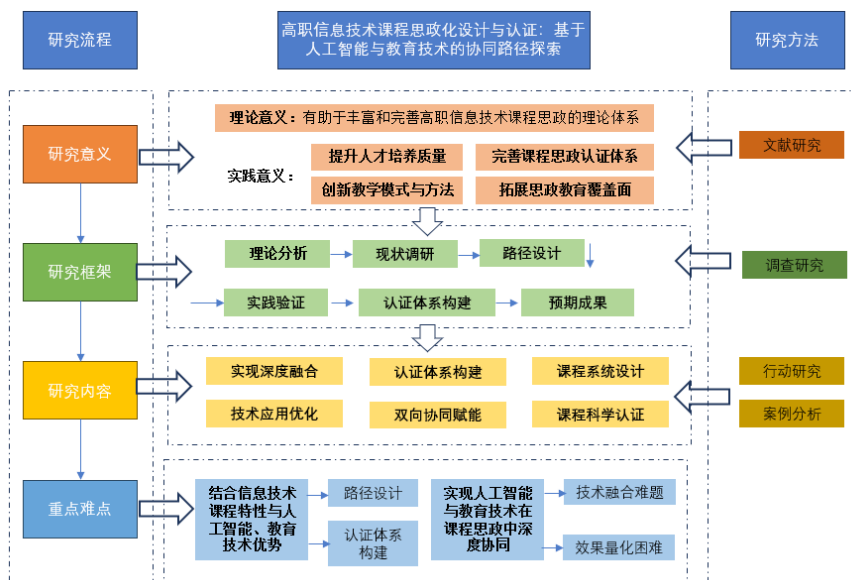 研究流程
高职信息技术课程思政化设计与认证：基于
人工智能与教育技术的协同路径探索
研究方法
研究意义
理论意义：有助于丰富和完善高职信息技术课程思政的理论体系
实践意义：
提升人才培养质量
完善课程思政认证体系
创新教学模式与方法
拓展思政教育覆盖面
文献研究
研究框架
理论分析
现状调研
路径设计
实践验证
认证体系构建
预期成果
调查研究
研究内容
实现深度融合
认证体系构建
课程系统设计
技术应用优化
双向协同赋能
课程科学认证
行动研究
案例分析
重点难点
结合信息技术
课程特性与人
工智能、教育
技术优势
路径设计
认证体系
构建
实现人工智能
与教育技术在
课程思政中深
度协同
技术融合难题
效果量化困难